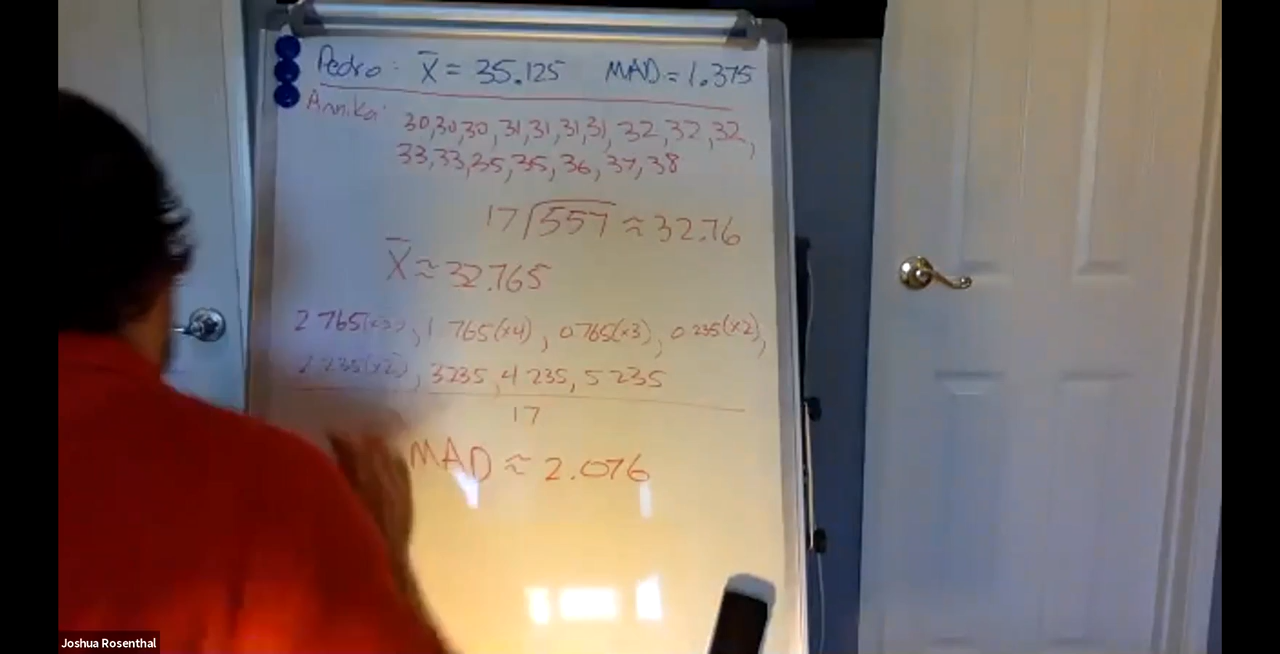 Pedro: x̄ = 35.125 MAD = 1.375
Annika: 30,30,30,31,31,31,31,32,32,32,
33,33,35,35,36,37,38
17)557 ≈ 32.76
x̄ ≈ 32.765
2.765(x3), 1.765(x4), 0.765(x3), 0.235(x2),
2.235(x2), 3.235, 4.235, 5.235
17
MAD ≈ 2.076
Joshua Rosenthal